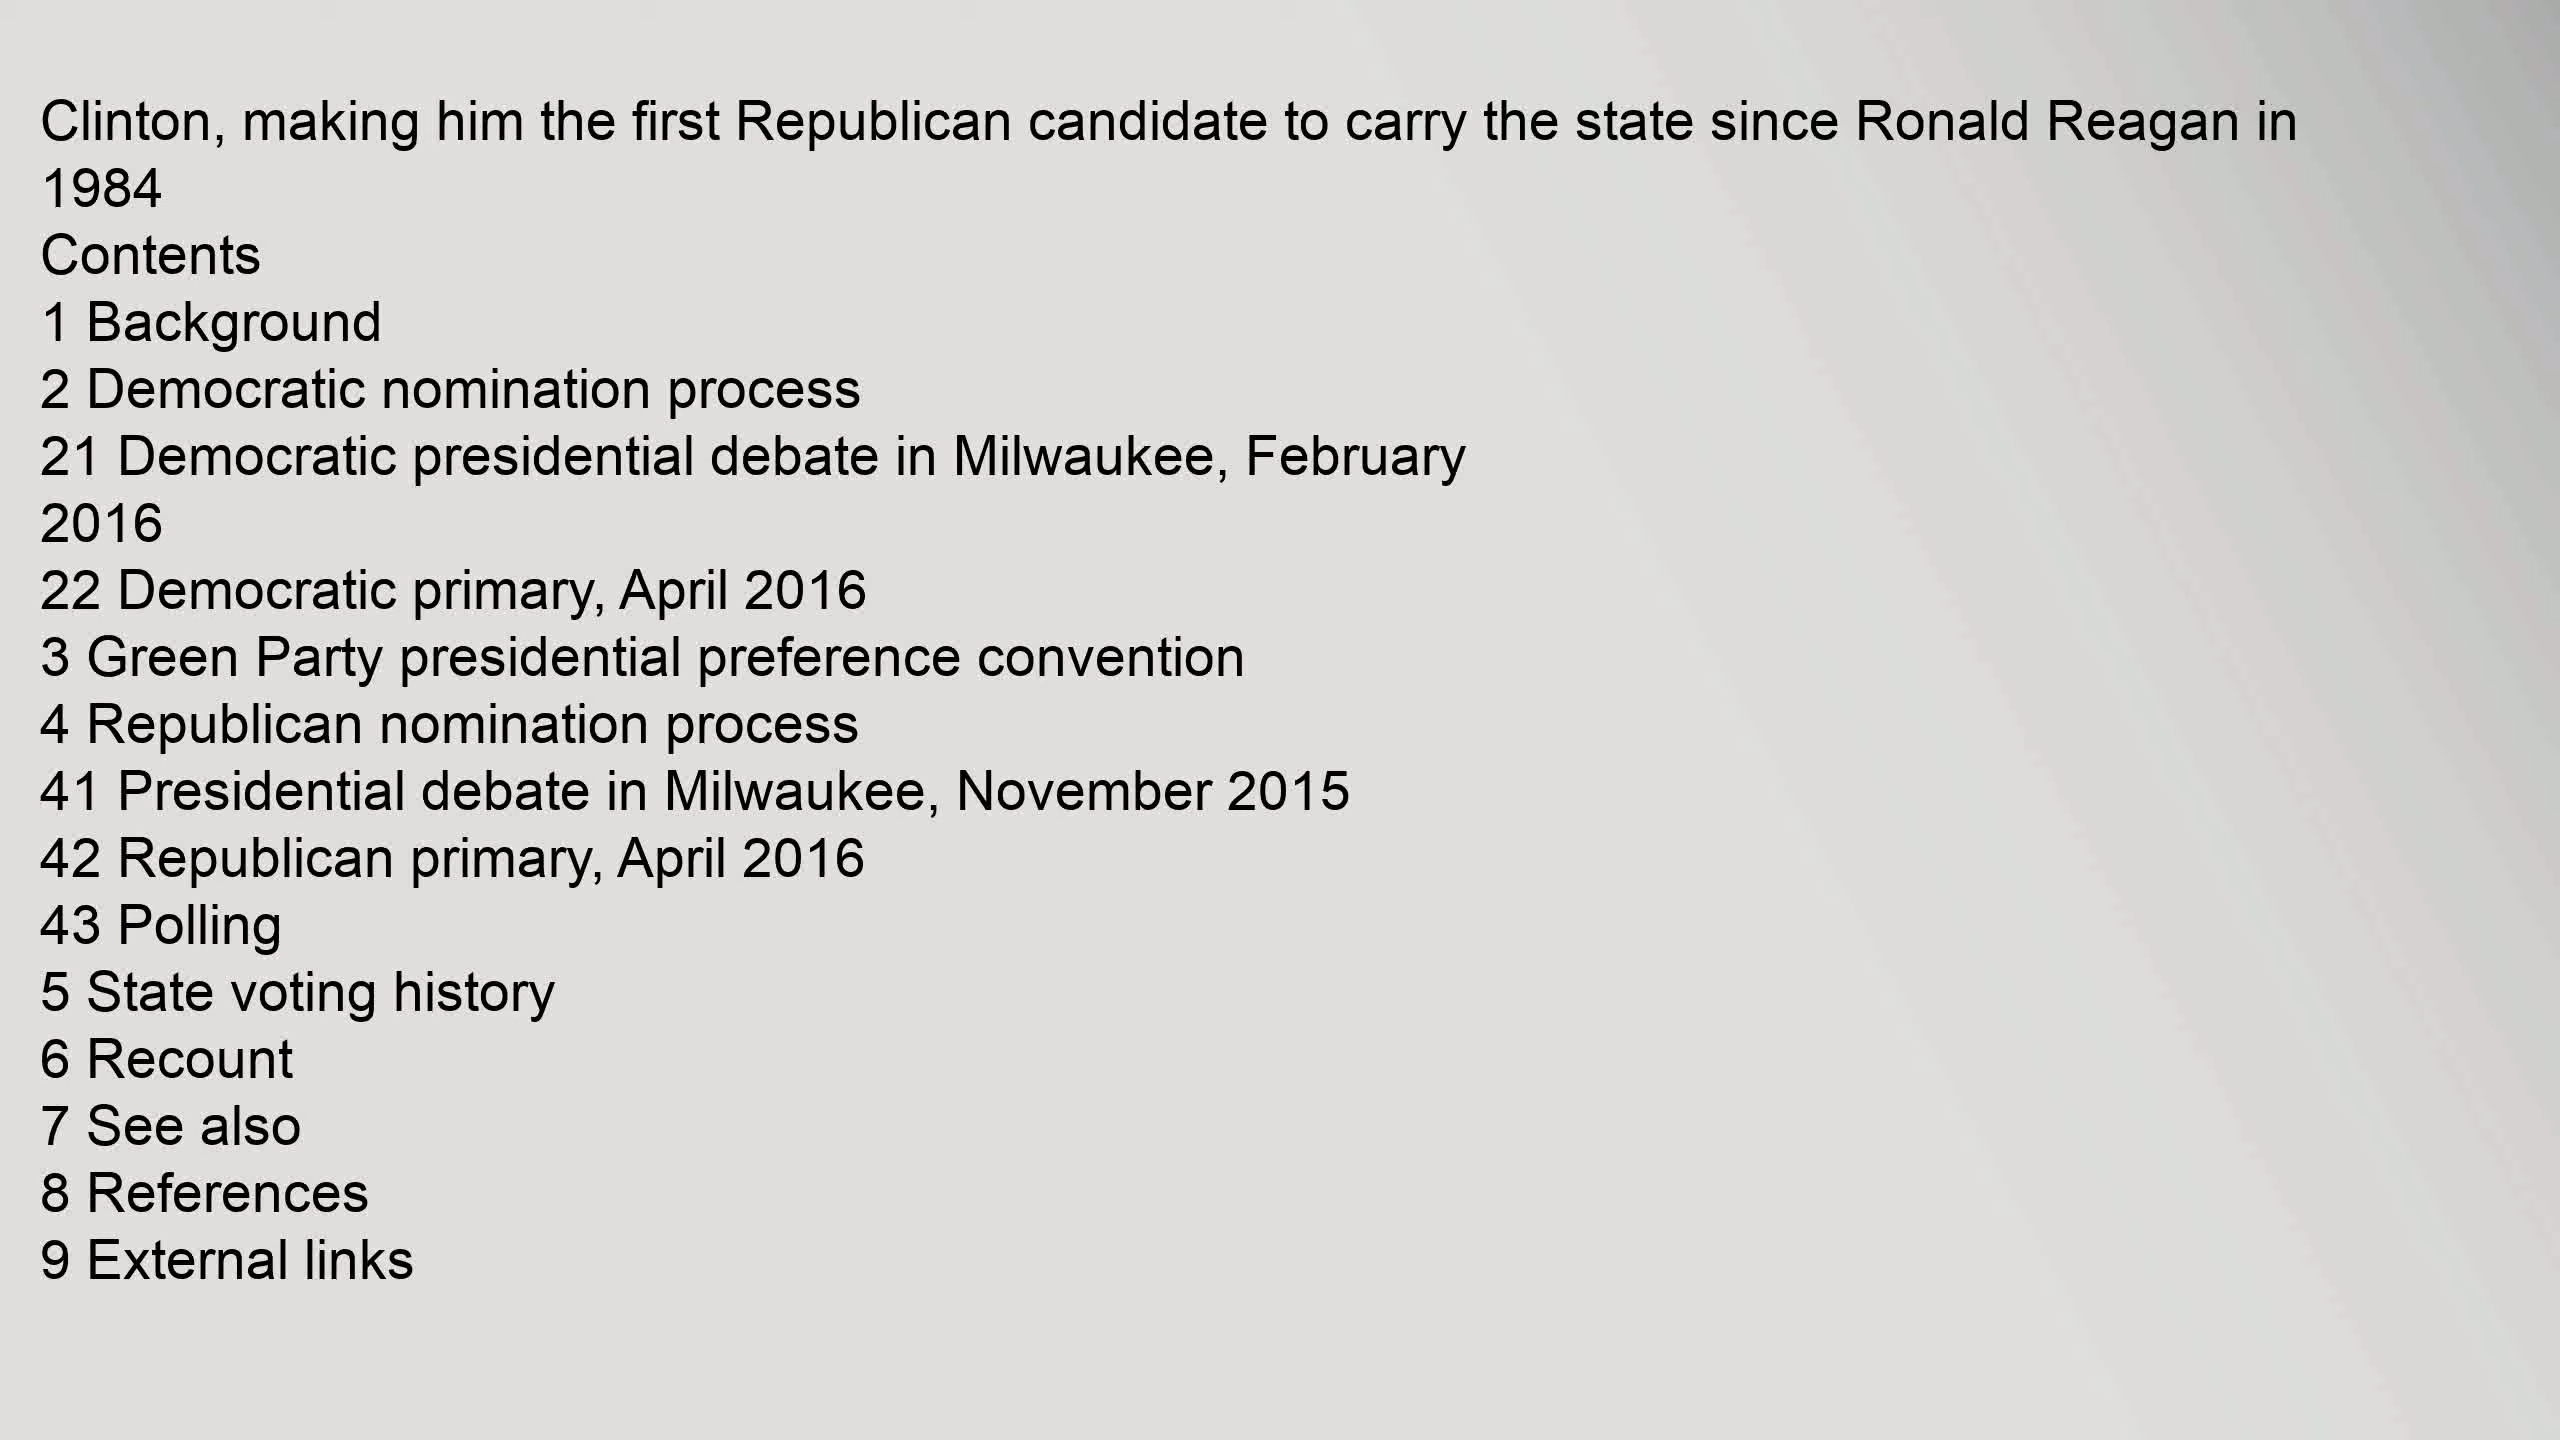 Clinton, making him the first Republican candidate to carry the state since Ronald Reagan in
1984
Contents
1 Background
2 Democratic nomination process
21 Democratic presidential debate in Milwaukee, February
2016
22 Democratic primary, April 2016
3 Green Party presidential preference convention
4 Republican nomination process
41 Presidential debate in Milwaukee, November 2015
42 Republican primary, April 2016
43 Polling
5 State voting history
6 Recount
7 See also
8 References
9 External links